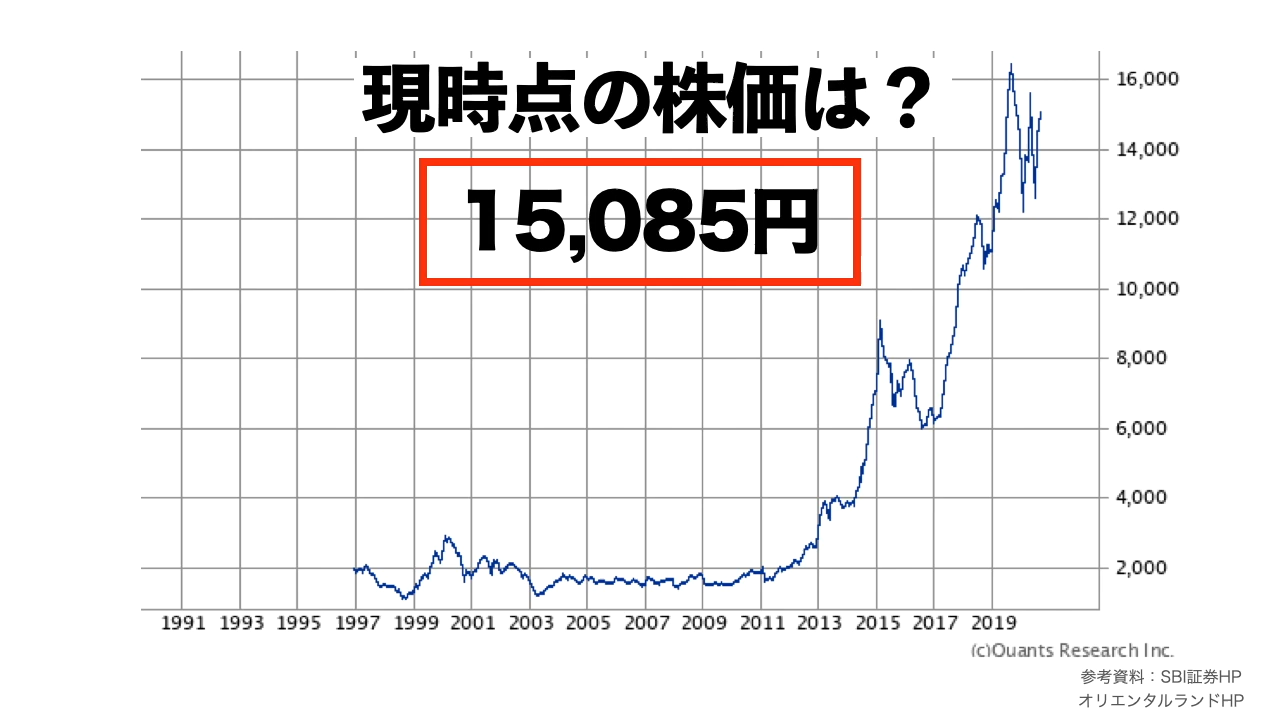 現時点の株価は？
15,085円
16,000
14,000
12,000
10,000
8,000
6,000
4,000
2,000
1991 1993 1995 1997 1999 2001 2003 2005 2007 2009 2011 2013 2015 2017 2019
(c)Quants Research Inc.
参考資料：SBI証券HP
オリエンタルランドHP